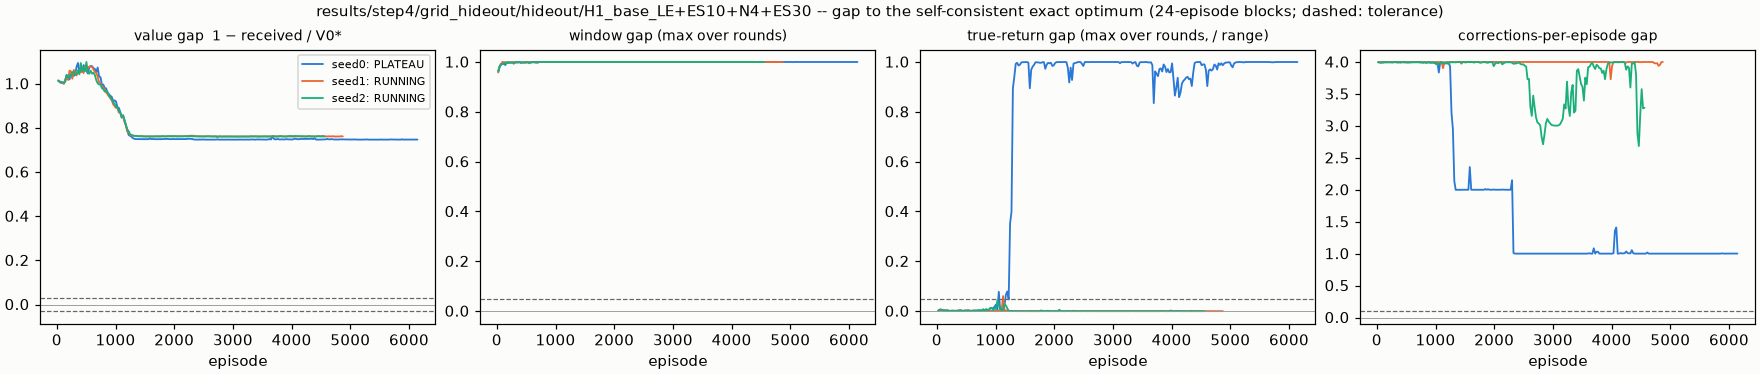 results/step4/grid_hideout/hideout/H1_base_LE+ES10+N4+ES30 -- gap to the self-consistent exact optimum (24-episode blocks; dashed: tolerance)
value gap 1 − received / V0*
1.0
0.8
0.6
0.4
0.2
0.0
0 1000 2000 3000 4000 5000 6000
episode
seed0: PLATEAU
seed1: RUNNING
seed2: RUNNING
window gap (max over rounds)
1.0
0.8
0.6
0.4
0.2
0.0
0 1000 2000 3000 4000 5000 6000
episode
true-return gap (max over rounds, / range)
1.0
0.8
0.6
0.4
0.2
0.0
0 1000 2000 3000 4000 5000 6000
episode
corrections-per-episode gap
4.0
3.5
3.0
2.5
2.0
1.5
1.0
0.5
0.0
0 1000 2000 3000 4000 5000 6000
episode